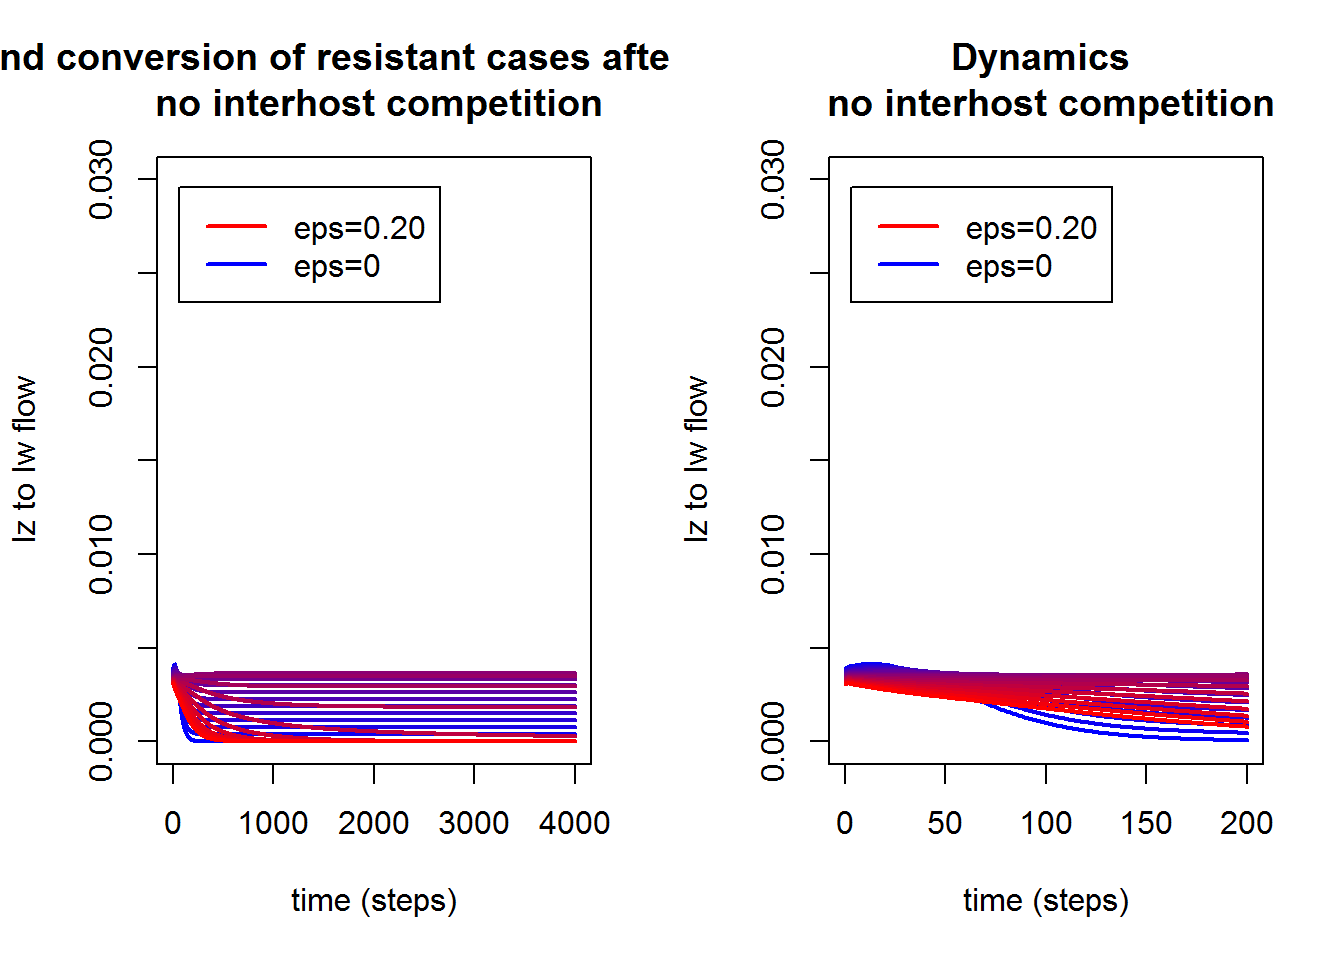 nd conversion of resistant cases afte
no interhost competition
0.030
0.020
0.010
0.000
Iz to Iw flow
eps=0.20
eps=0
0 1000 2000 3000 4000
time (steps)
Dynamics
no interhost competition
0.030
0.020
0.010
0.000
Iz to Iw flow
eps=0.20
eps=0
0 50 100 150 200
time (steps)